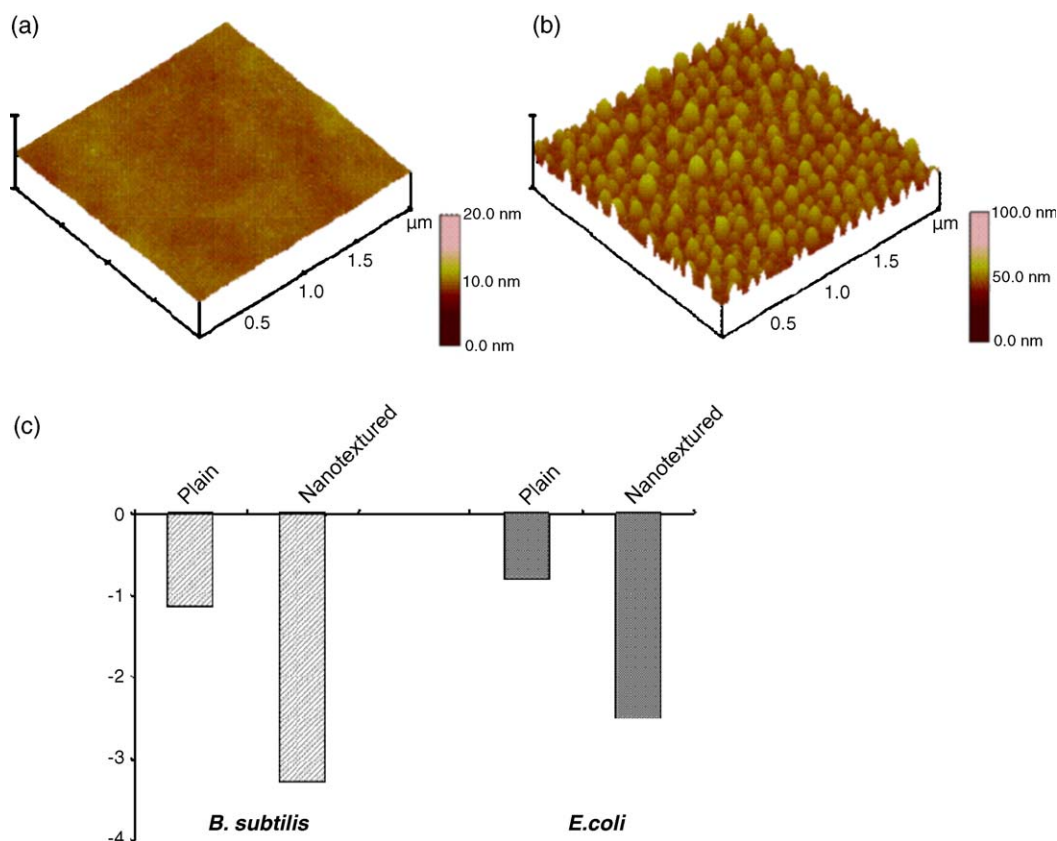 (a)
20.0 nm
10.0 nm
0.0 nm
µm
1.5
1.0
0.5
(b)
100.0 nm
50.0 nm
0.0 nm
µm
1.5
1.0
0.5
(c)
Plain
Nanotextured
Plain
Nanotextured
0
-1
-2
-3
-4
B. subtilis
E.coli